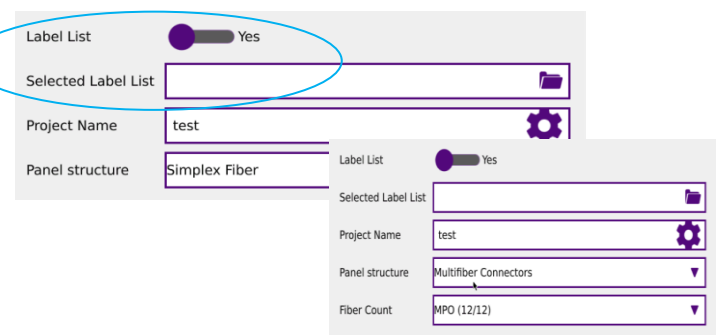 Label List Yes
Selected Label List
Project Name test
Panel structure Simplex Fiber
Label List Yes
Selected Label List
Project Name test
Panel structure Multifiber Connectors
Fiber Count MPO (12/12)